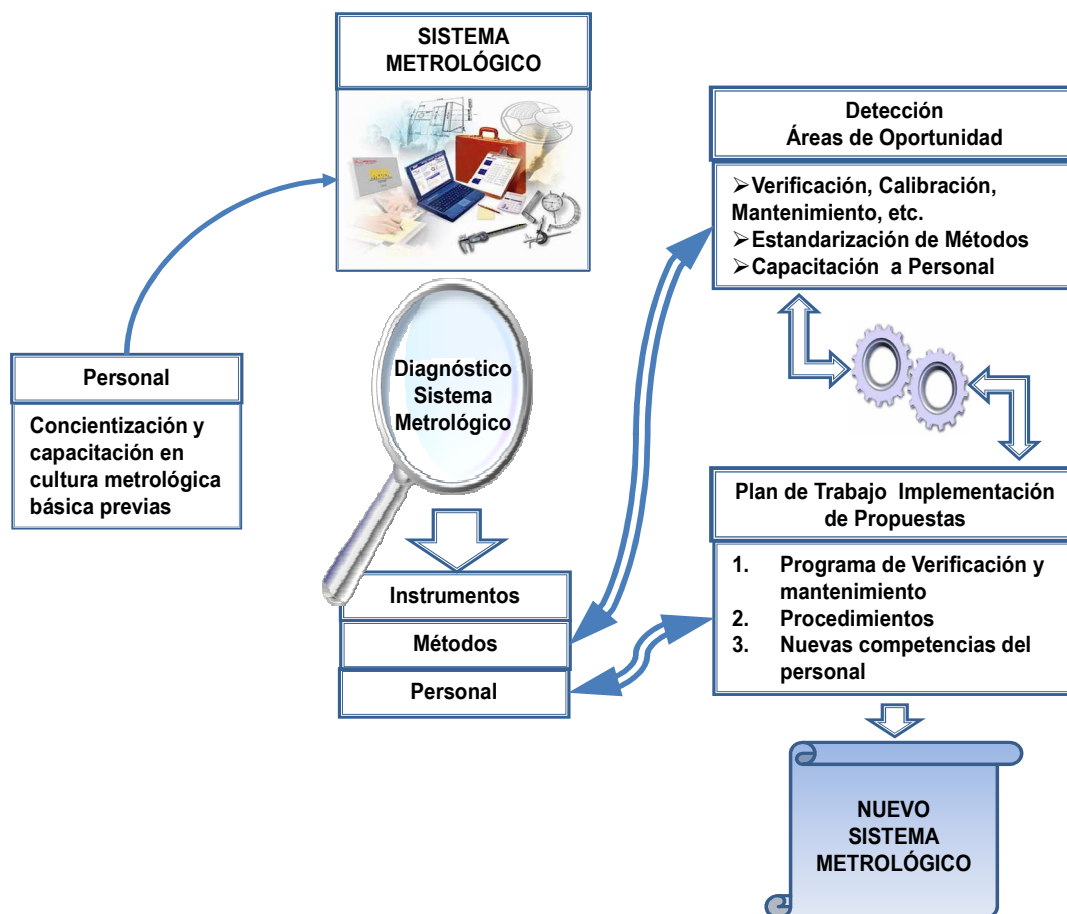 SISTEMA
METROLÓGICO
Personal
Concientización y
capacitación en
cultura metrológica
básica previas
Diagnóstico
Sistema
Metrológico
Instrumentos
Métodos
Personal
Detección
Áreas de Oportunidad
➢Verificación, Calibración,
Mantenimiento, etc.
➢Estandarización de Métodos
➢Capacitación a Personal
Plan de Trabajo Implementación
de Propuestas
1. Programa de Verificación y
mantenimiento
2. Procedimientos
3. Nuevas competencias del
personal
NUEVO
SISTEMA
METROLÓGICO